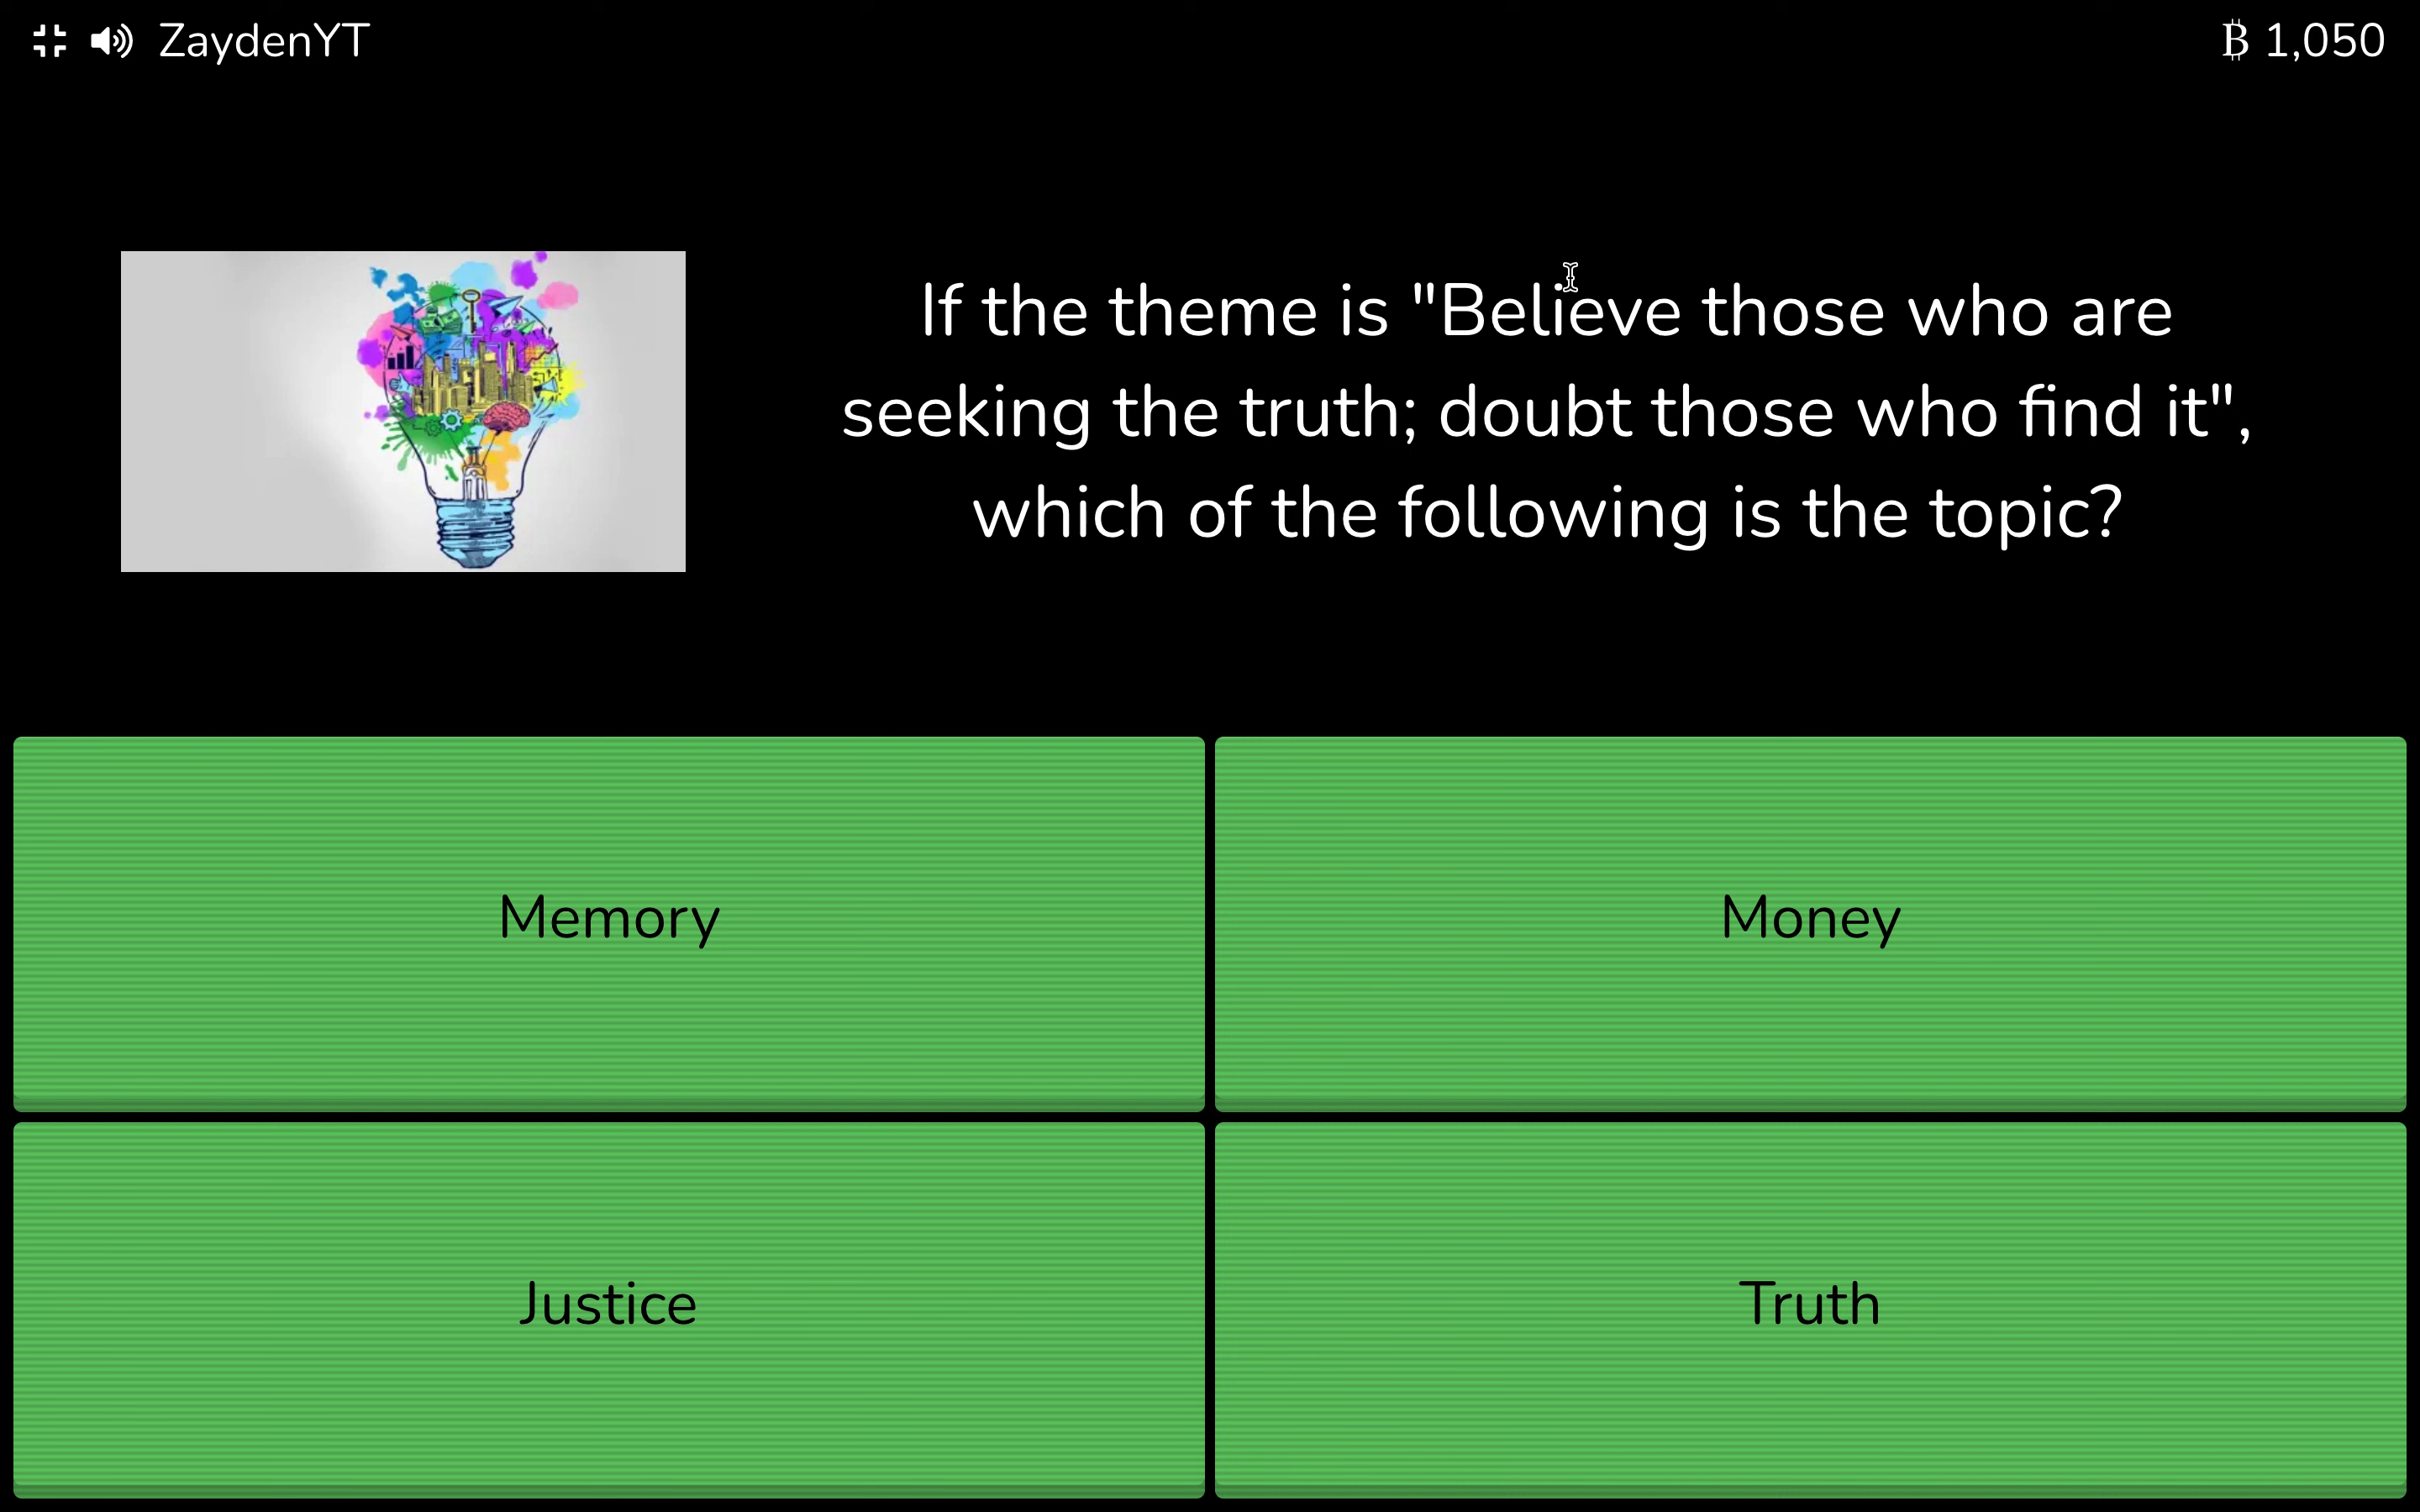 ZaydenYT
₿ 1,050
If the theme is "Believe those who are
seeking the truth; doubt those who find it",
which of the following is the topic?
Memory
Money
Justice
Truth